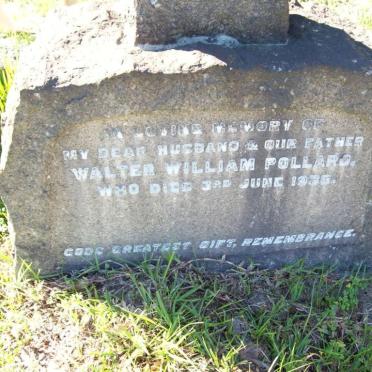 IN LOVING MEMORY OF
MY DEAR HUSBAND & OUR FATHER
WALTER WILLIAM POLLARD,
WHO DIED 3RD JUNE
GODS GREATEST GIFT, REMEMBRANCE.